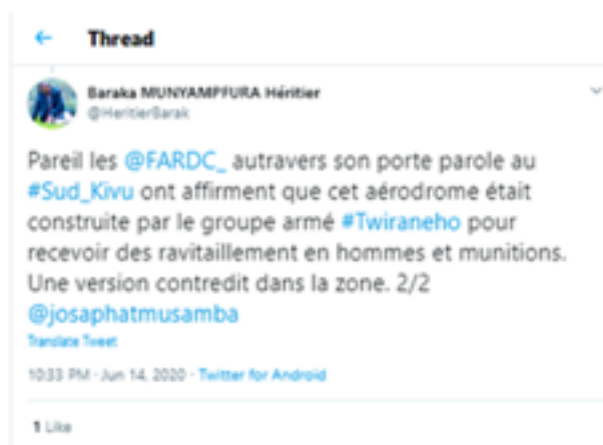 Thread
Baraka MUNYAMPFURA Héritier
@HeritierBarak
Pareil les @FARDC_ autravers son porte parole au
#Sud_Kivu ont affirment que cet aérodrome était
construite par le groupe armé #Twiraneho pour
recevoir des ravitaillement en hommes et munitions.
Une version contredit dans la zone. 2/2
@josaphatmusamba
Translate Tweet
10:33 PM · Jun 14, 2020 · Twitter for Android
1 Like